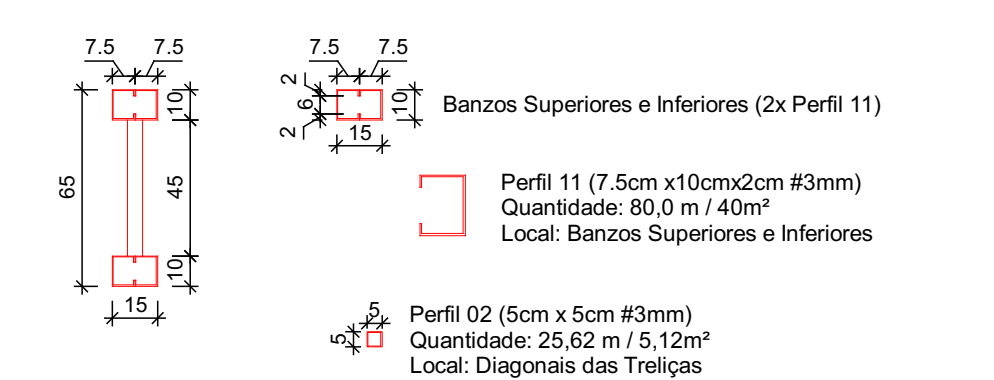 7.5 7.5
10
65
45
10
15
7.5 7.5
2
6
2
10
15
Banzos Superiores e Inferiores (2x Perfil 11)
Perfil 11 (7.5cm x10cmx2cm #3mm)
Quantidade: 80,0 m / 40m²
Local: Banzos Superiores e Inferiores
5
5
Perfil 02 (5cm x 5cm #3mm)
Quantidade: 25,62 m / 5,12m²
Local: Diagonais das Treliças